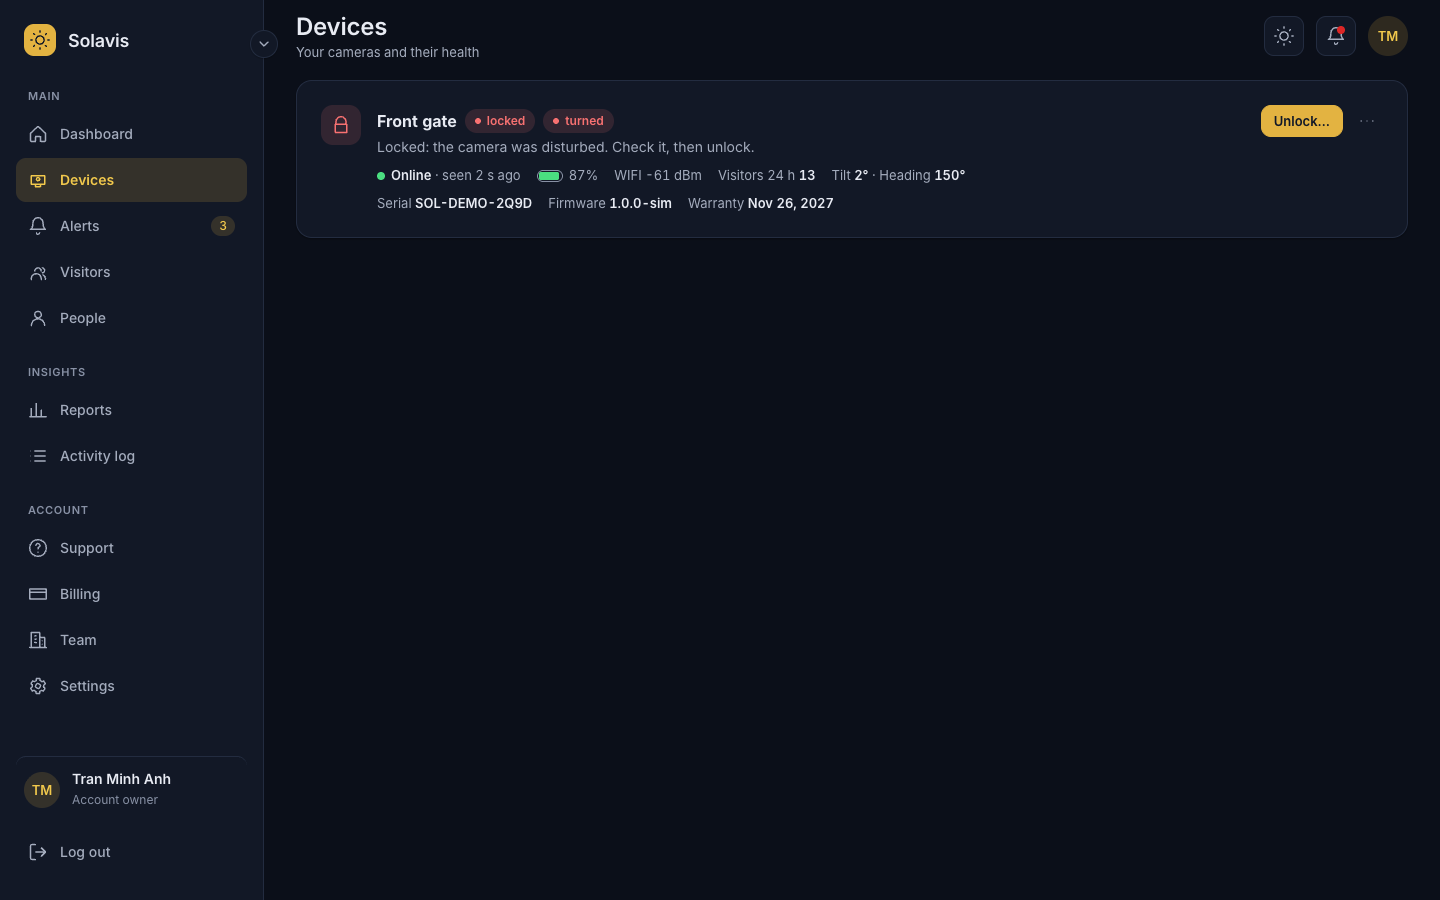 Solavis
MAIN
Dashboard
Devices
Alerts 3
Visitors
People
INSIGHTS
Reports
Activity log
ACCOUNT
Support
Billing
Team
Settings
TM Tran Minh Anh
Account owner
Log out
Devices
Your cameras and their health
TM
Front gate locked turned
Unlock... ...
Locked: the camera was disturbed. Check it, then unlock.
Online · seen 2 s ago 87% WIFI -61 dBm Visitors 24 h 13 Tilt 2° · Heading 150°
Serial SOL-DEMO-2Q9D Firmware 1.0.0-sim Warranty Nov 26, 2027